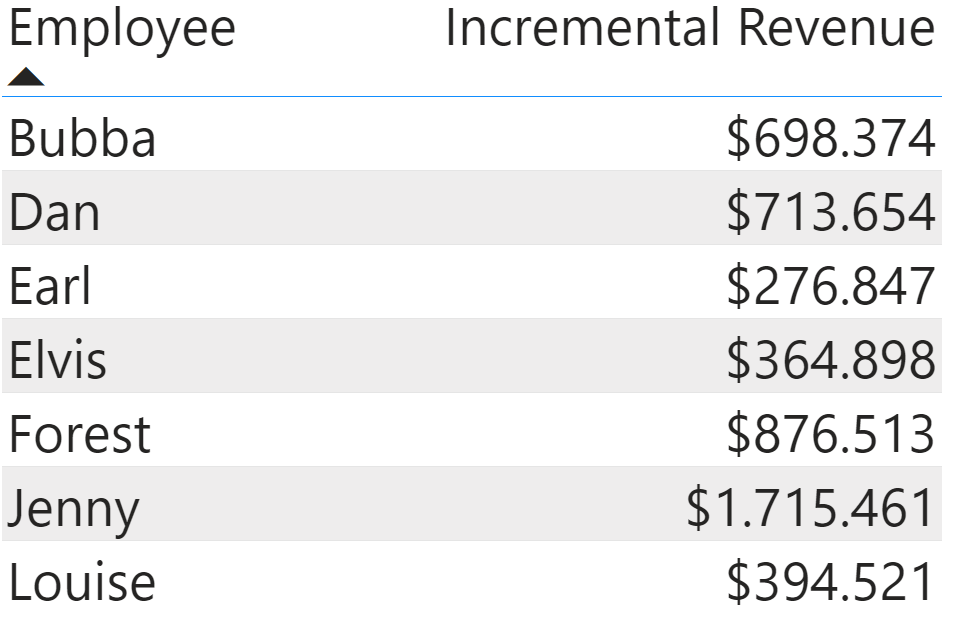 Employee Incremental Revenue
Bubba $698.374
Dan $713.654
Earl $276.847
Elvis $364.898
Forest $876.513
Jenny $1.715.461
Louise $394.521